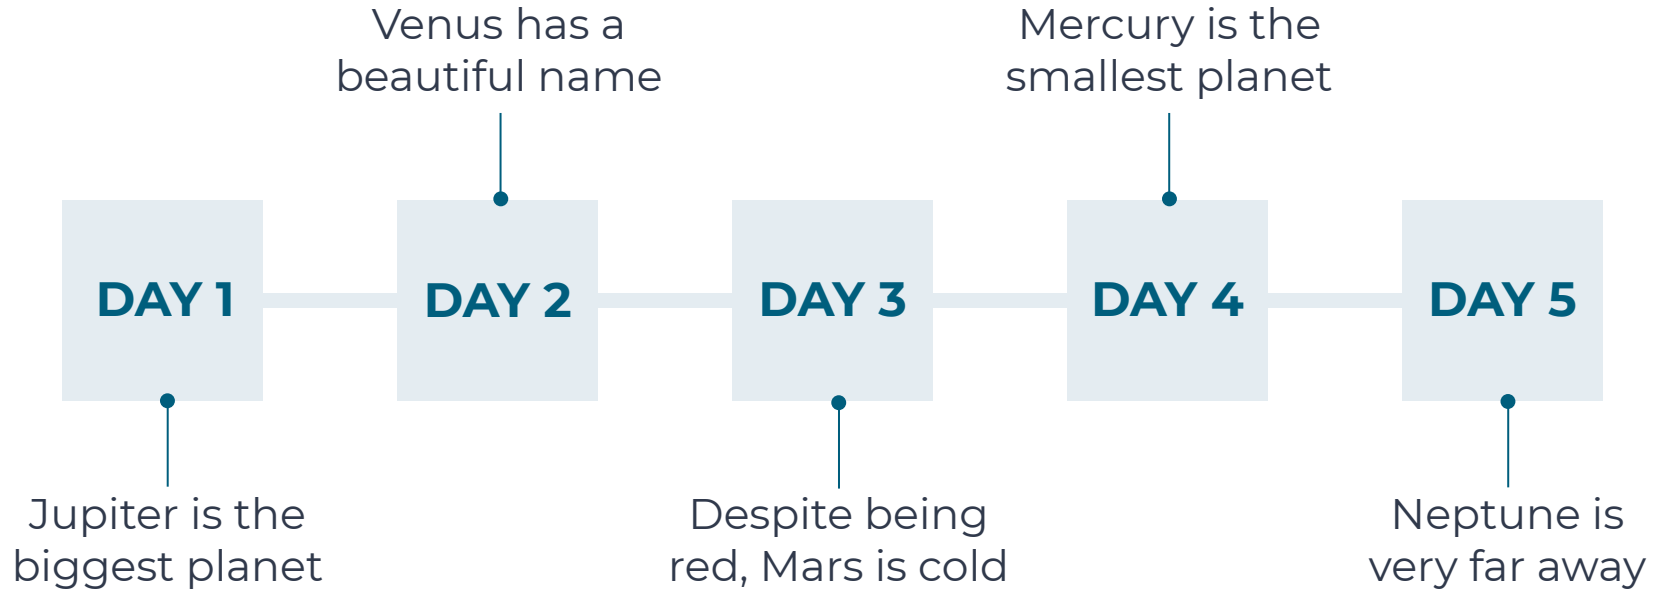 Venus has a
beautiful name
Mercury is the
smallest planet
DAY 1
DAY 2
DAY 3
DAY 4
DAY 5
Jupiter is the
biggest planet
Despite being
red, Mars is cold
Neptune is
very far away